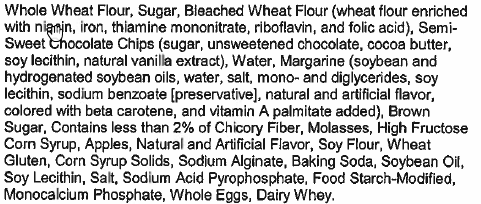 Whole Wheat Flour, Sugar, Bleached Wheat Flour (wheat flour enriched
with niacin, iron, thiamine mononitrate, riboflavin, and folic acid), Semi-
Sweet Chocolate Chips (sugar, unsweetened chocolate, cocoa butter,
soy lecithin, natural vanilla extract), Water, Margarine (soybean and
hydrogenated soybean oils, water, salt, mono- and diglycerides, soy
lecithin, sodium benzoate [preservative], natural and artificial flavor,
colored with beta carotene, and vitamin A palmitate added), Brown
Sugar, Contains less than 2% of Chicory Fiber, Molasses, High Fructose
Corn Syrup, Apples, Natural and Artificial Flavor, Soy Flour, Wheat
Gluten, Corn Syrup Solids, Sodium Alginate, Baking Soda, Soybean Oil,
Soy Lecithin, Salt, Sodium Acid Pyrophosphate, Food Starch-Modified,
Monocalcium Phosphate, Whole Eggs, Dairy Whey.